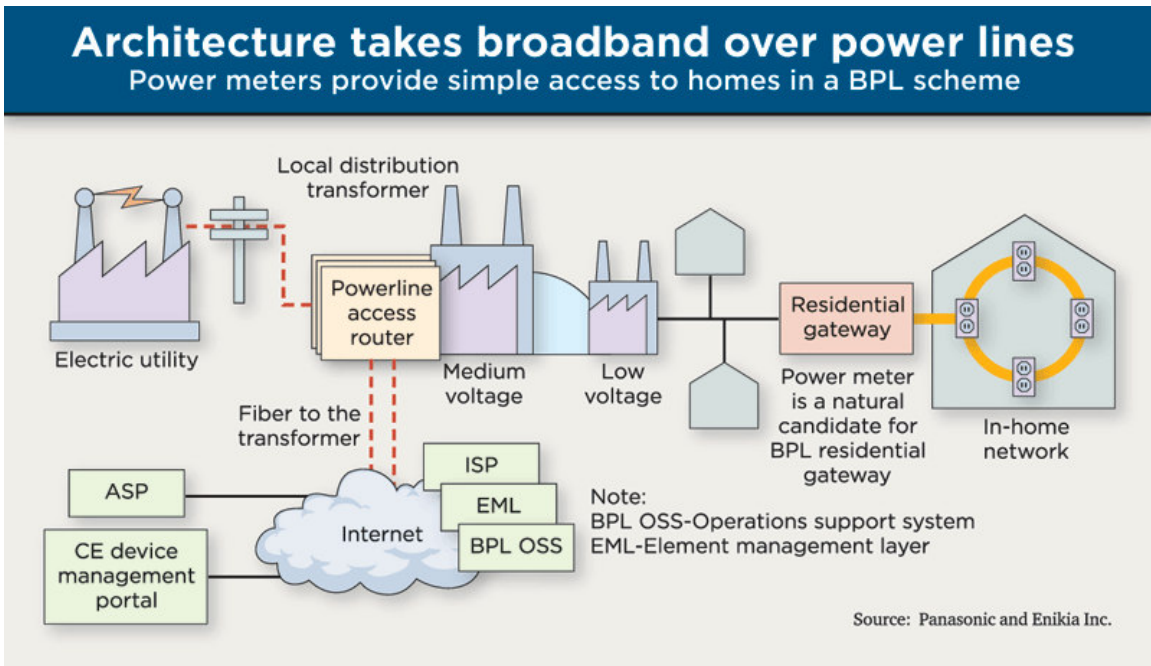 Architecture takes broadband over power lines
Power meters provide simple access to homes in a BPL scheme
Local distribution
transformer
Electric utility
Powerline
access
router
Medium
voltage
Low
voltage
Residential
gateway
Power meter
is a natural
candidate for
BPL residential
gateway
In-home
network
Fiber to the
transformer
ISP
EML
BPL OSS
Internet
ASP
CE device
management
portal
Note:
BPL OSS-Operations support system
EML-Element management layer
Source: Panasonic and Enikia Inc.